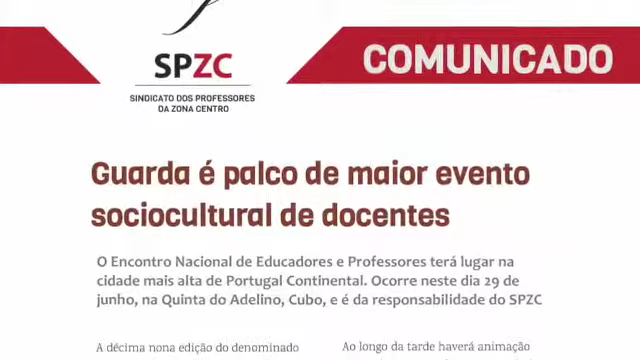 SPZC
SINDICATO DOS PROFESSORES
DA ZONA CENTRO
COMUNICADO
Guarda é palco de maior evento
sociocultural de docentes
O Encontro Nacional de Educadores e Professores terá lugar na
cidade mais alta de Portugal Continental. Ocorre neste dia 29 de
junho, na Quinta do Adelino, Cubo, e é da responsabilidade do SPZC
A décima nona edição do denominado
Ao longo da tarde haverá animação